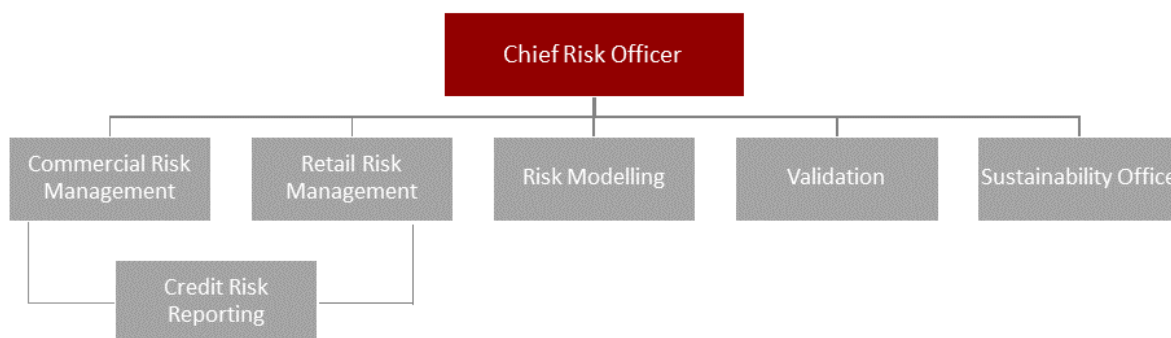 Chief Risk Officer
Commercial Risk
Management
Retail Risk
Management
Risk Modelling
Validation
Sustainability Office
Credit Risk
Reporting